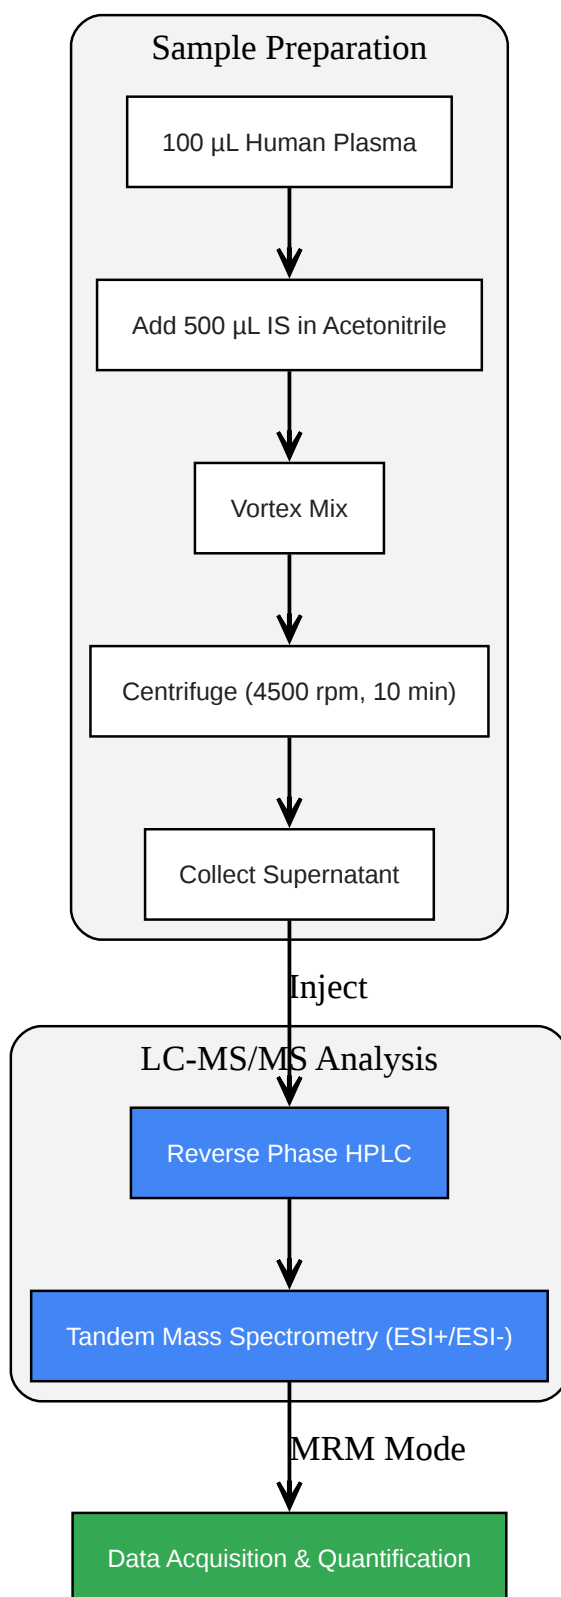 Sample Preparation
100 µL Human Plasma
Add 500 µL IS in Acetonitrile
Vortex Mix
Centrifuge (4500 rpm, 10 min)
Collect Supernatant
Inject
LC-MS/MS Analysis
Reverse Phase HPLC
Tandem Mass Spectrometry (ESI+/ESI-)
MRM Mode
Data Acquisition & Quantification